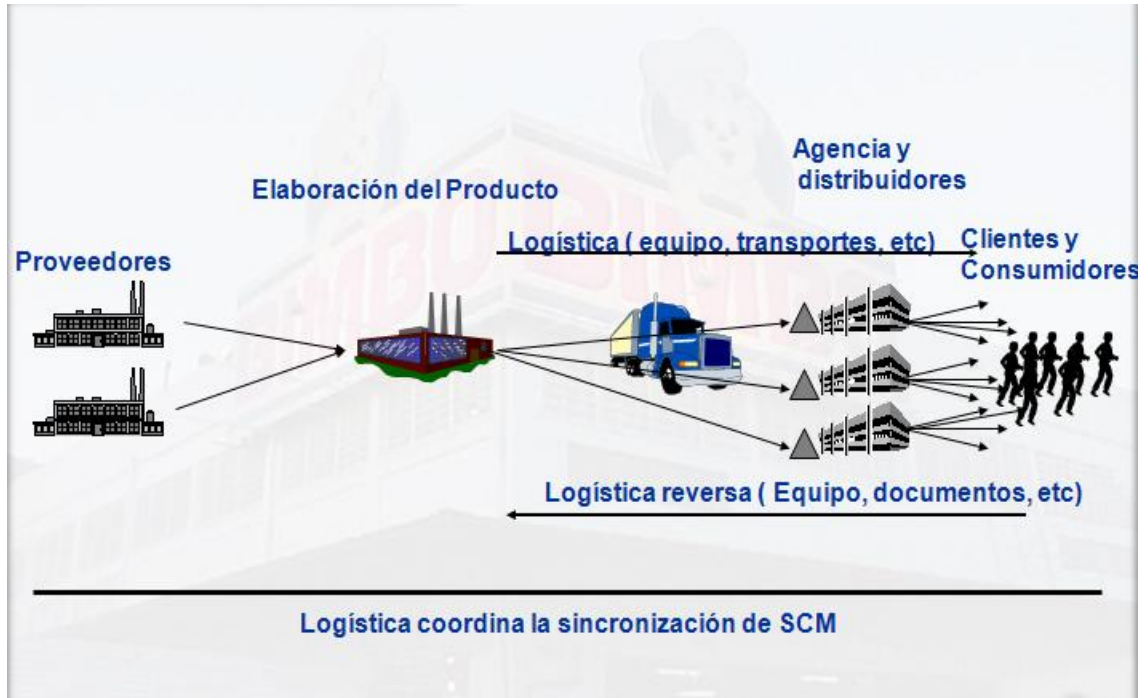 Agencia y
distribuidores
Elaboración del Producto
Logística ( equipo, transportes, etc)
Clientes y
Consumidores
Proveedores
Logística reversa ( Equipo, documentos, etc)
Logística coordina la sincronización de SCM